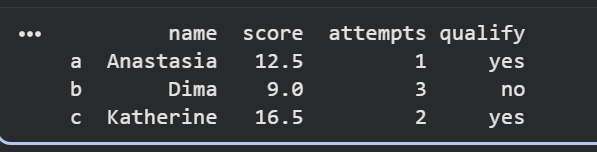 name score attempts qualify
a Anastasia 12.5 1 yes
b Dima 9.0 3 no
c Katherine 16.5 2 yes